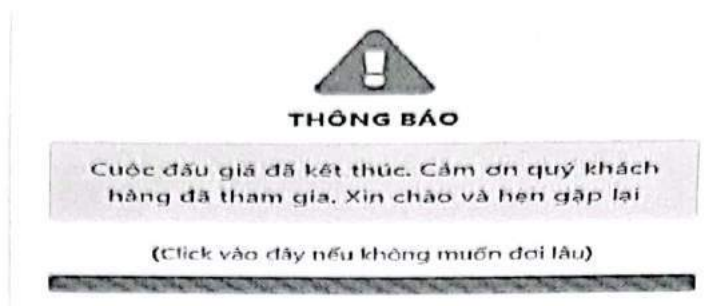 THÔNG BÁO
Cuộc đấu giá đã kết thúc. Cảm ơn quý khách
hàng đã tham gia. Xin chào và hẹn gặp lại
(Click vào đây nếu không muốn đợi lâu)